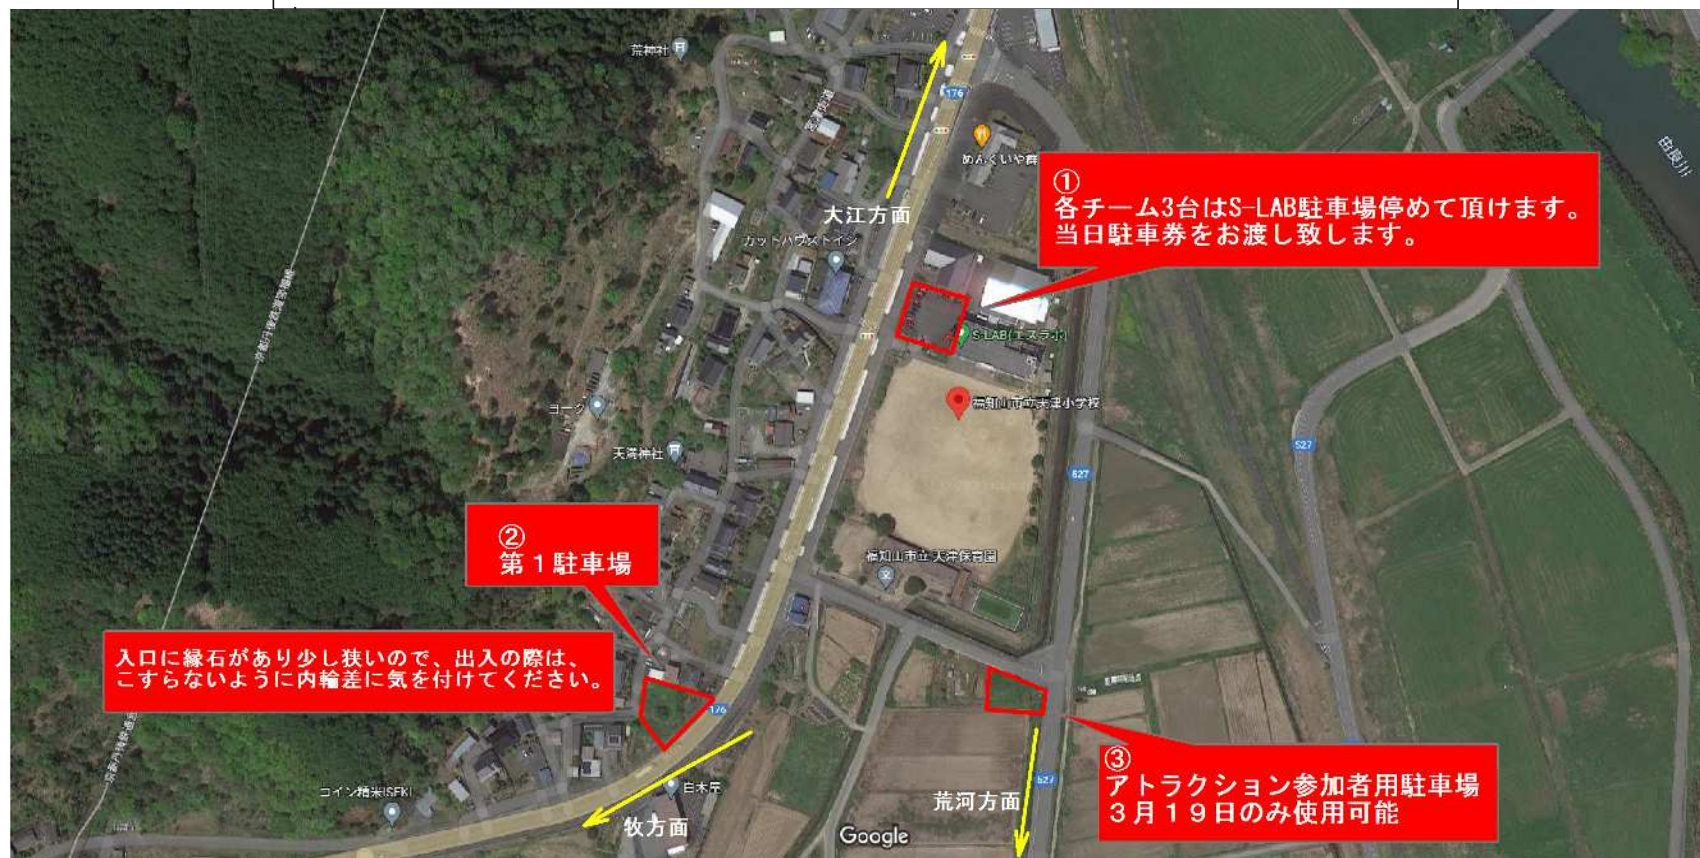 荒神社
176
宮津街道
めんくいや
大江方面
カットハウストイシ
①
各チーム3台はS-LAB駐車場停めて頂けます。
当日駐車券をお渡し致します。
由良川
S-LAB(エスラボ)
ヨーク
福知山市立天津小学校
天満神社
527
527
②
第1駐車場
福知山市立天津保育園
入口に縁石があり少し狭いので、出入の際は、
こすらないように内輪差に気を付けてください。
176
③
アトラクション参加者用駐車場
3月19日のみ使用可能
527
コイン精米ISEKI
白木屋
牧方面
荒河方面
Google